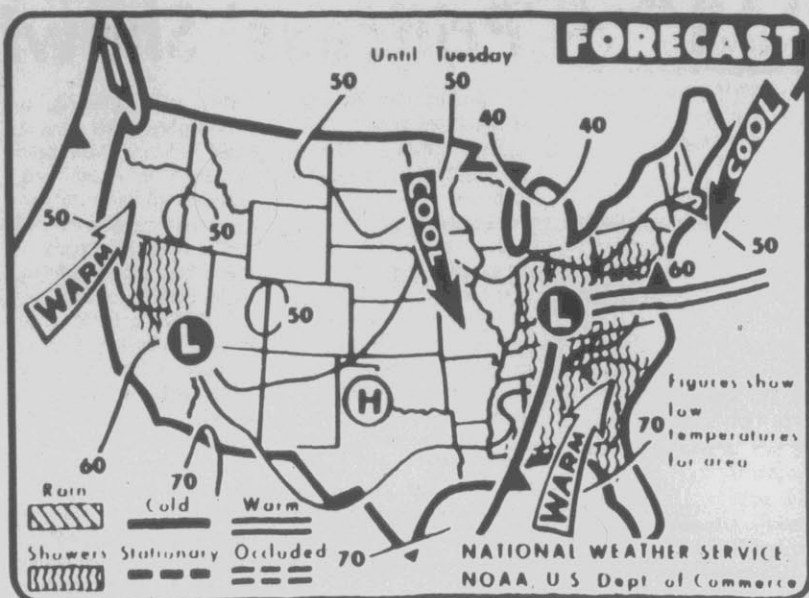 FORECAST
Until Tuesday
50
50
40
40
COOL
COOL
50
50
50
60
WARM
50
L
L
H
Figures show
low
temperatures
for area
60
70
70
WARM
70
Rain
Cold
Warm
Showers
Stationary
Occluded
NATIONAL WEATHER SERVICE,
NOAA, U S Dept of Commerce